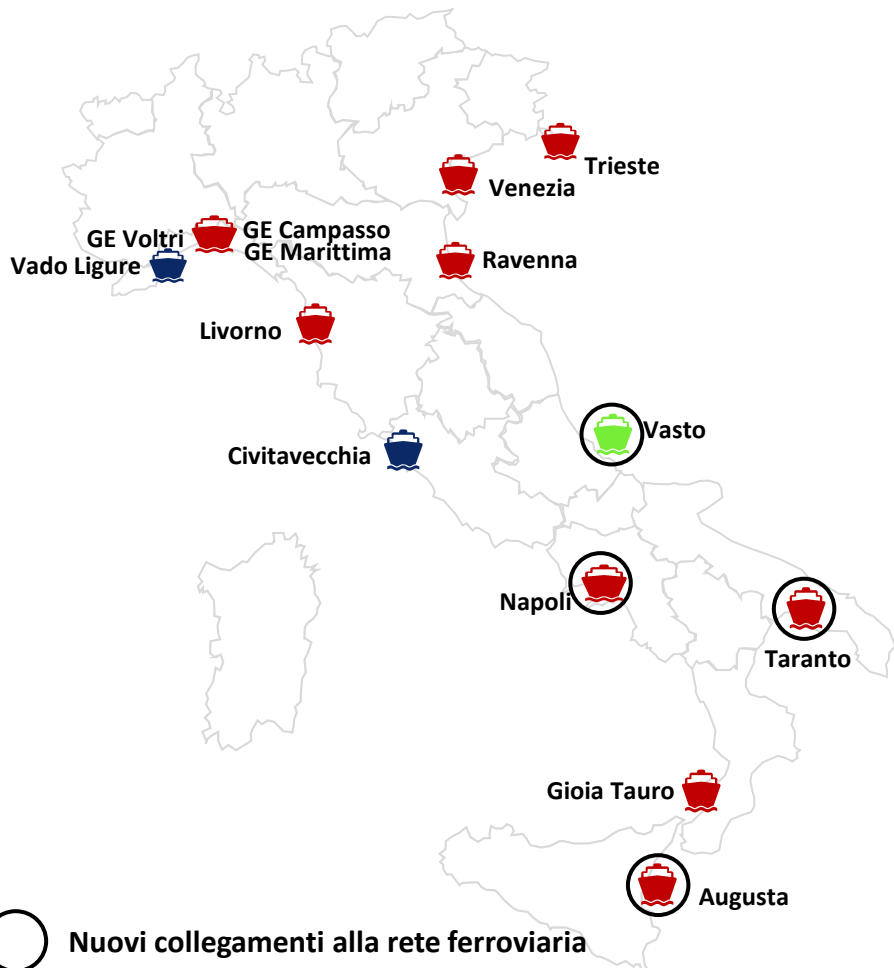 Trieste
Venezia
GE Voltri
GE Campasso
GE Marittima
Vado Ligure
Ravenna
Livorno
Vasto
Civitavecchia
Napoli
Taranto
Gioia Tauro
Augusta
Nuovi collegamenti alla rete ferroviaria